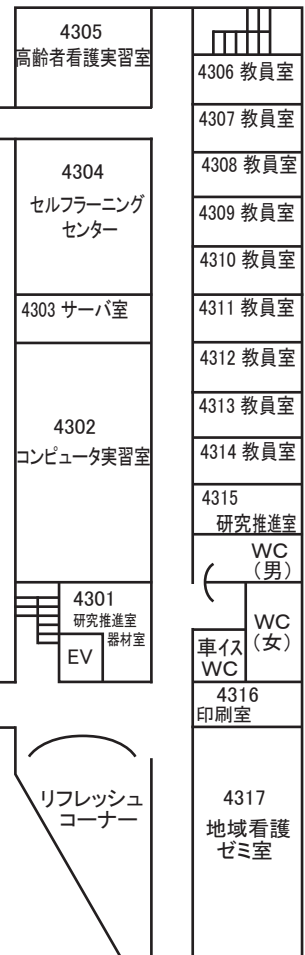 4305
高齢者看護実習室
4304
セルフラーニング
センター
4303 サーバ室
4302
コンピュータ実習室
4301
研究推進室
器材室
EV
リフレッシュ
コーナー
4306 教員室
4307 教員室
4308 教員室
4309 教員室
4310 教員室
4311 教員室
4312 教員室
4313 教員室
4314 教員室
4315
研究推進室
WC
(男)
WC
(女)
車イス
WC
4316
印刷室
4317
地域看護
ゼミ室